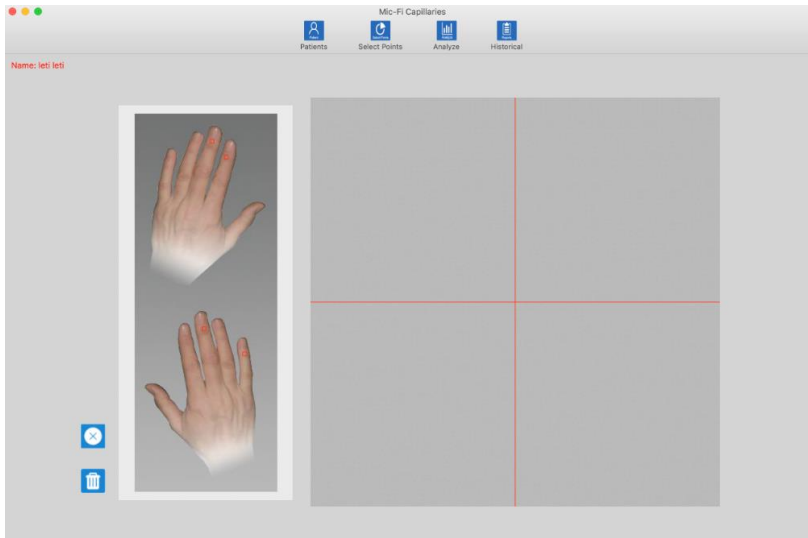 Mic-Fi Capillaries
Patients Select Points Analyze Historical
Name: leti leti